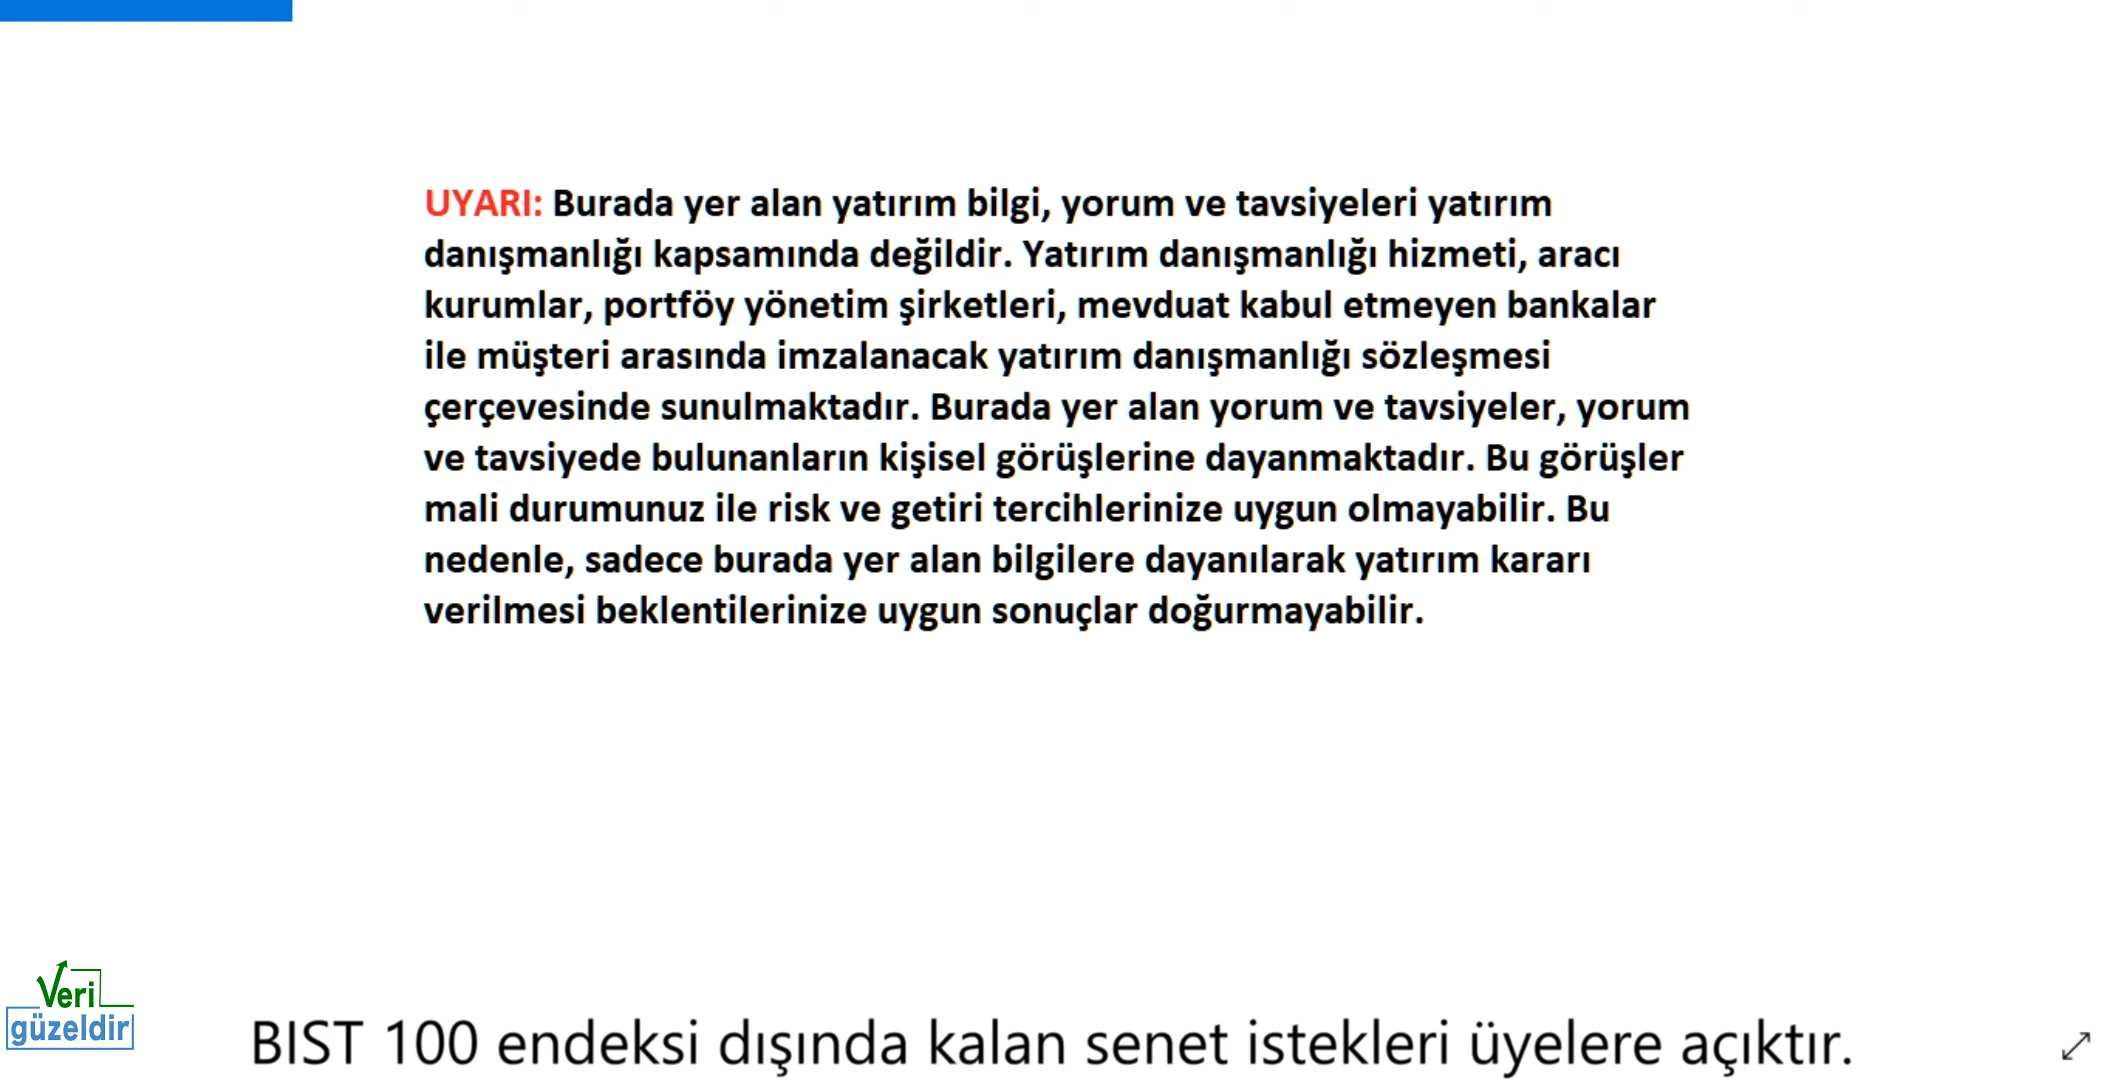 UYARI: Burada yer alan yatırım bilgi, yorum ve tavsiyeleri yatırım
danışmanlığı kapsamında değildir. Yatırım danışmanlığı hizmeti, aracı
kurumlar, portföy yönetim şirketleri, mevduat kabul etmeyen bankalar
ile müşteri arasında imzalanacak yatırım danışmanlığı sözleşmesi
çerçevesinde sunulmaktadır. Burada yer alan yorum ve tavsiyeler, yorum
ve tavsiyede bulunanların kişisel görüşlerine dayanmaktadır. Bu görüşler
mali durumunuz ile risk ve getiri tercihlerinize uygun olmayabilir. Bu
nedenle, sadece burada yer alan bilgilere dayanılarak yatırım kararı
verilmesi beklentilerinize uygun sonuçlar doğurmayabilir.
Veri
güzeldir
BIST 100 endeksi dışında kalan senet istekleri üyelere açıktır.